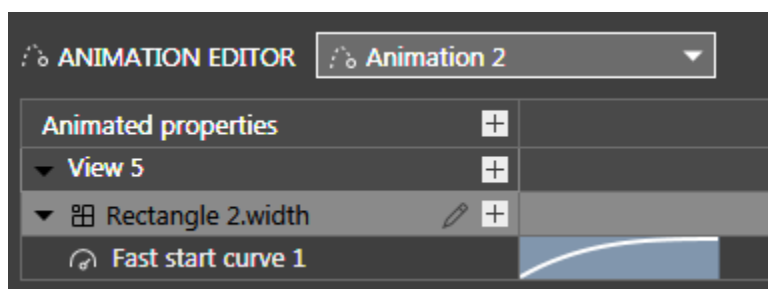 ANIMATION EDITOR Animation 2
Animated properties
View 5
Rectangle 2.width
Fast start curve 1